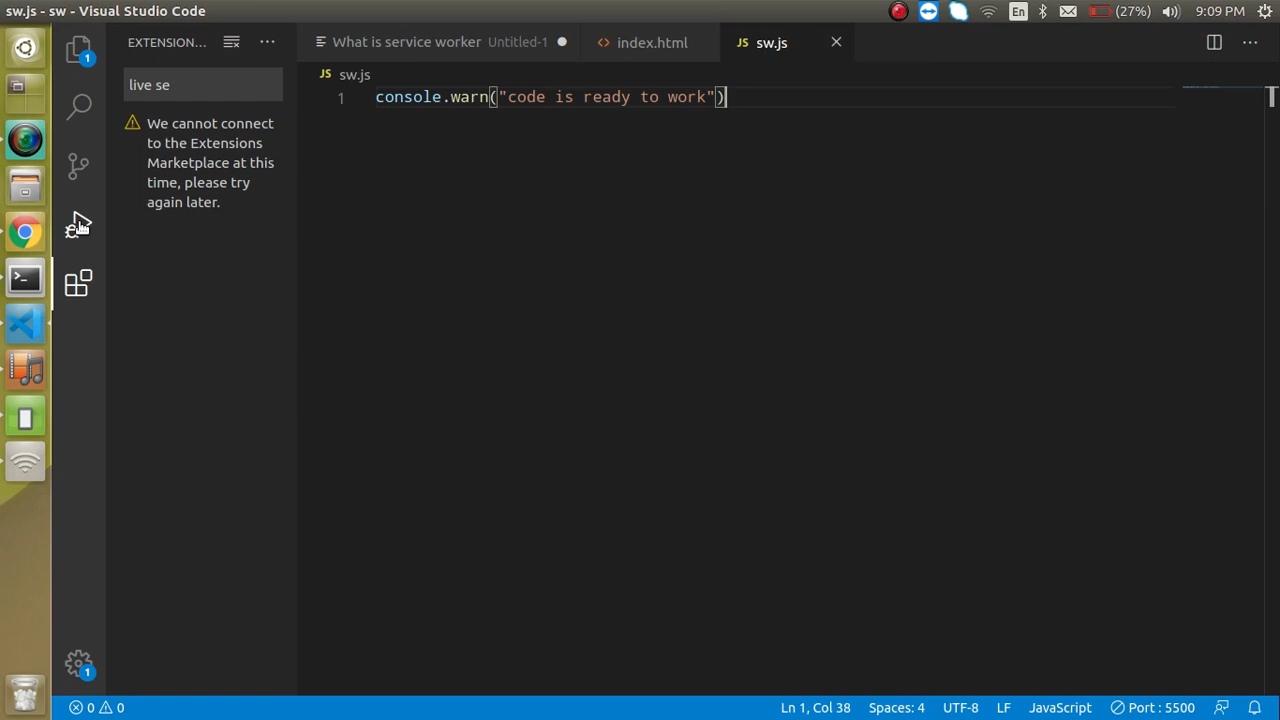 sw.js - sw - Visual Studio Code
En
(27%)
9:09 PM
EXTENSION...
What is service worker Untitled-1
index.html
JS sw.js
1
live se
JS sw.js
1 console.warn("code is ready to work")
We cannot connect
to the Extensions
Marketplace at this
time, please try
again later.
1
0 0
Ln 1, Col 38
Spaces: 4
UTF-8
LF
JavaScript
Port : 5500